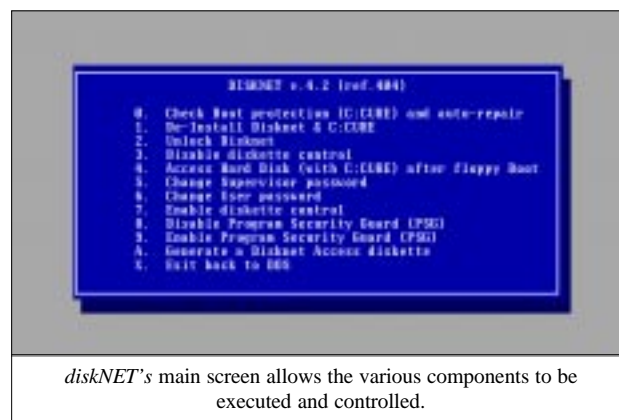 DISKNET v.4.2 (ref.404)
0. Check Boot protection (C:CURE) and auto-repair
1. De-Install Disknet & C:CURE
2. Unlock Disknet
3. Disable diskette control
4. Access Hard Disk (with C:CURE) after floppy Boot
5. Change Supervisor password
6. Change User password
7. Enable diskette control
8. Disable Program Security Guard (PSG)
9. Enable Program Security Guard (PSG)
A. Generate a Disknet Access diskette
X. Exit back to DOS
diskNET's main screen allows the various components to be
executed and controlled.